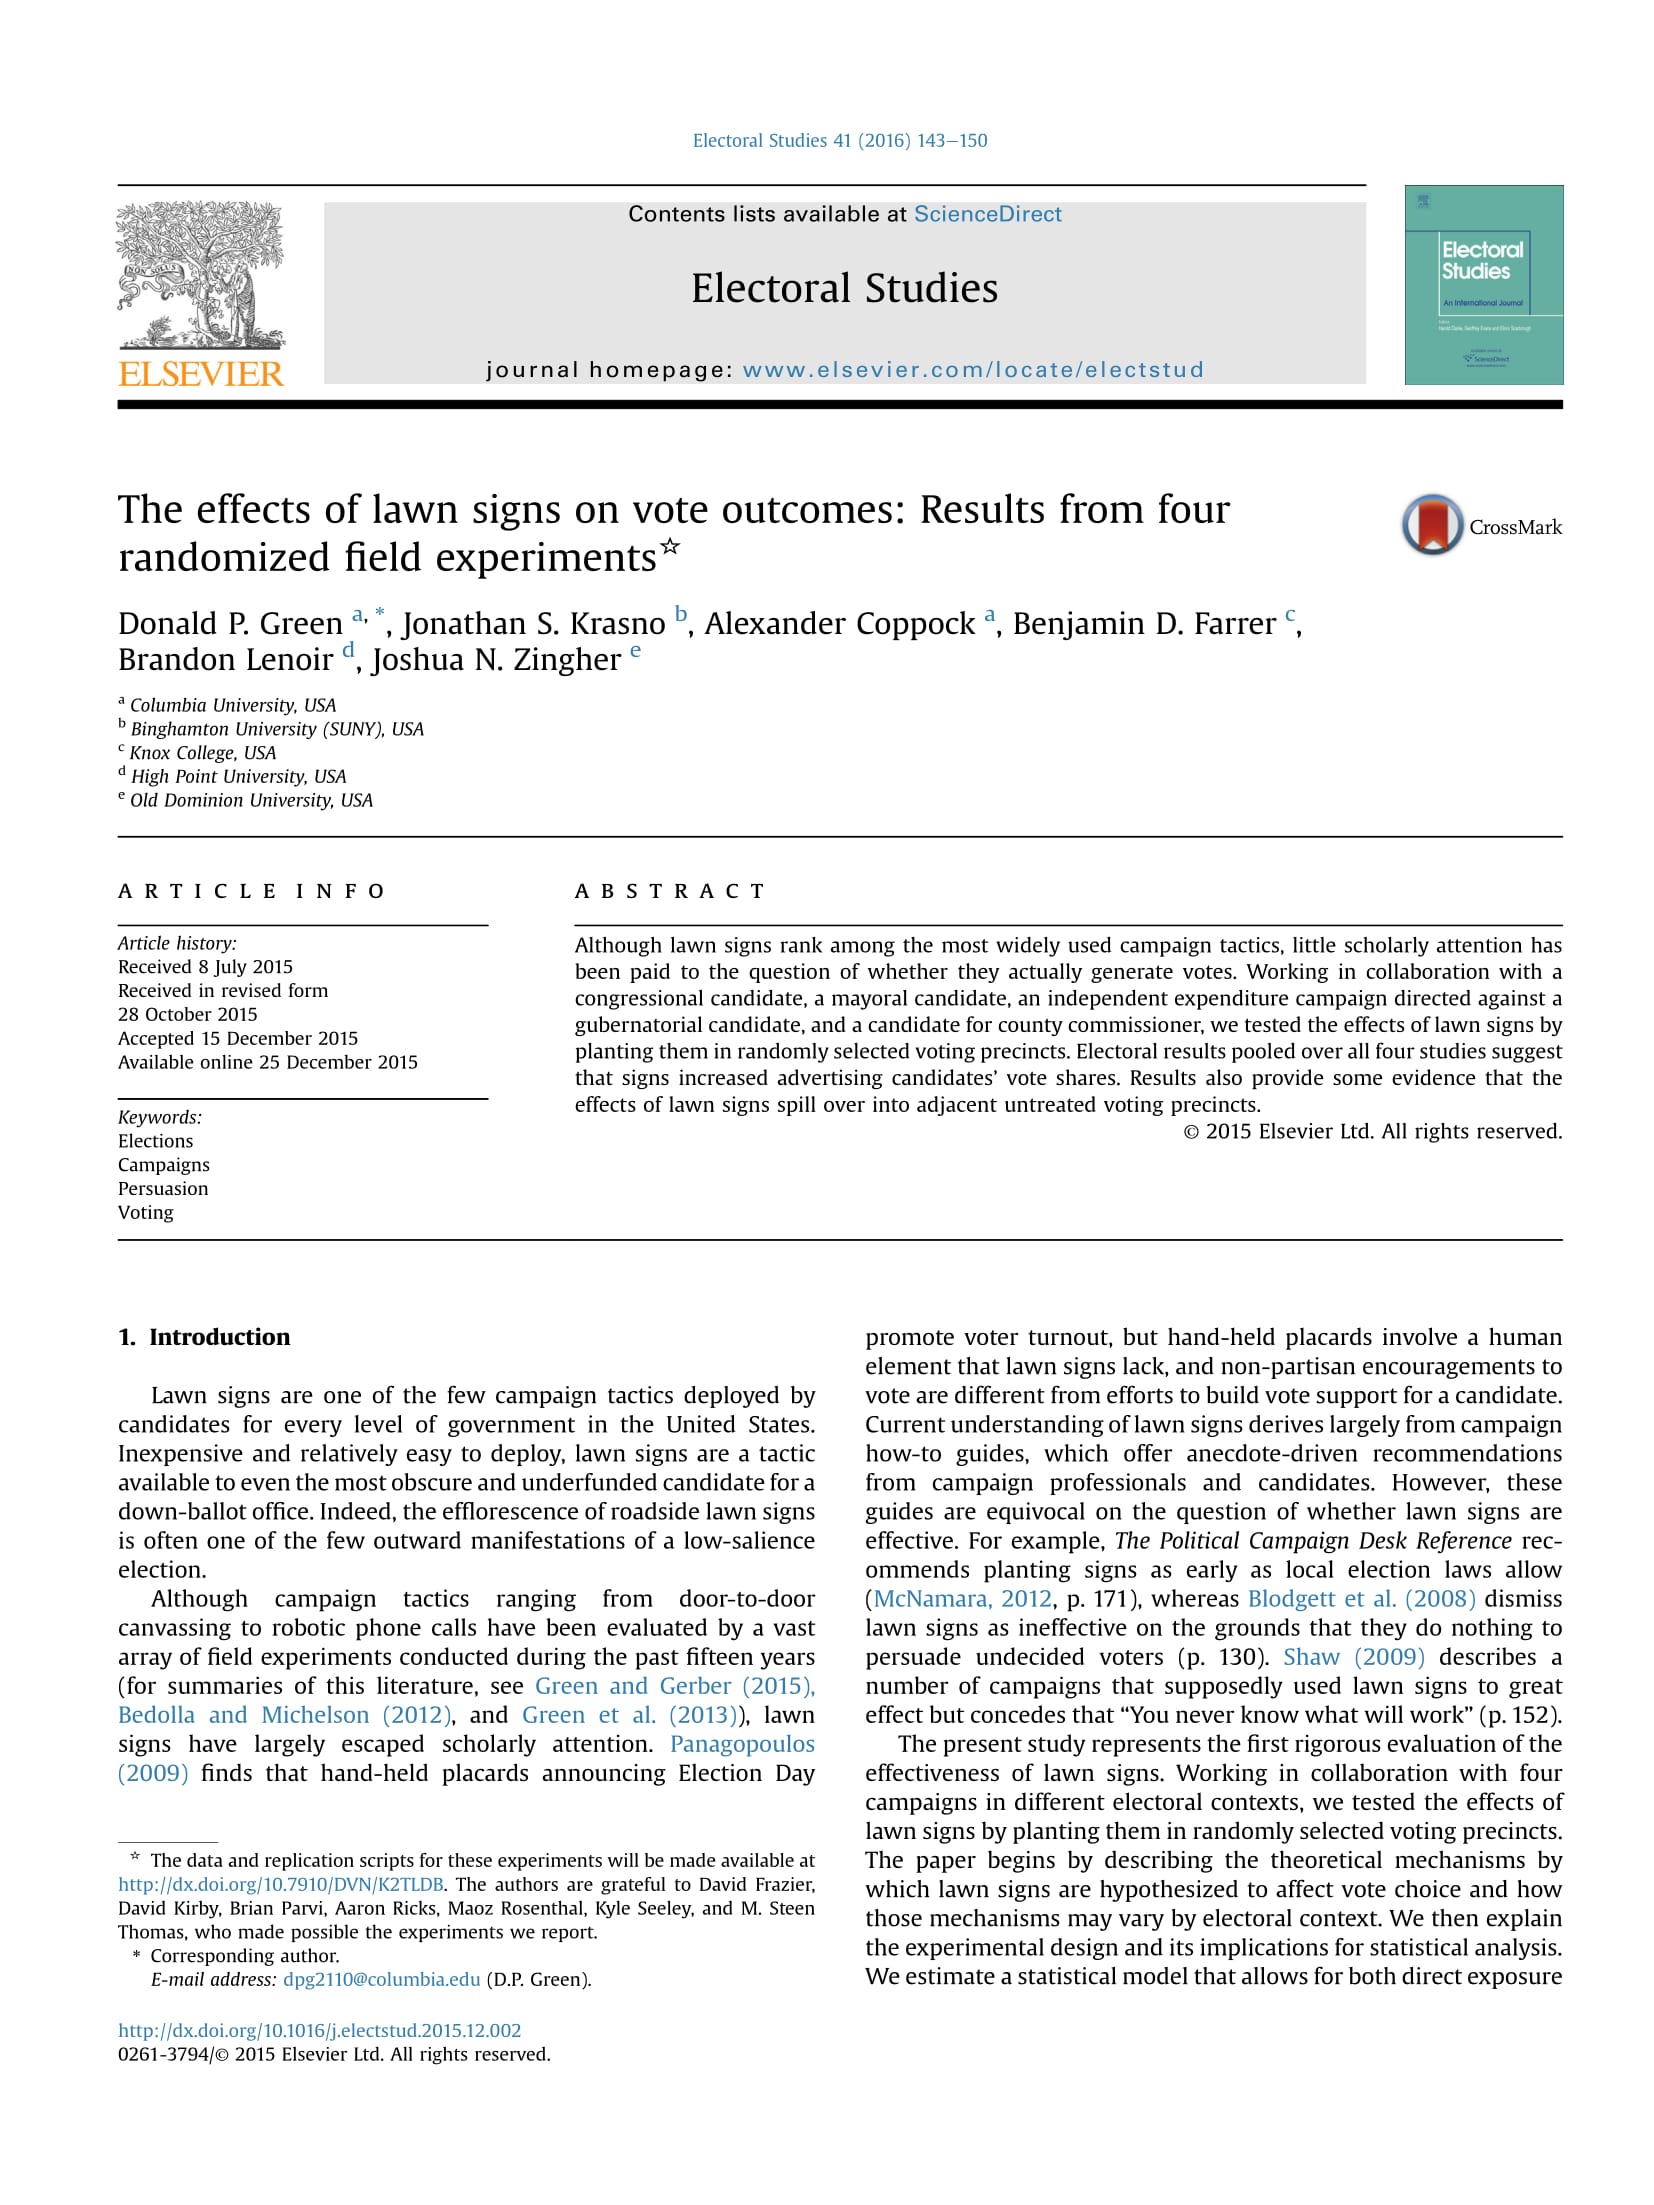 Electoral Studies 41 (2016) 143–150
Contents lists available at ScienceDirect
Electoral Studies
journal homepage: www.elsevier.com/locate/electstud
NON SOLUS
ELSEVIER
Electoral
Studies
An International Journal
ScienceDirect
The effects of lawn signs on vote outcomes: Results from four
randomized field experiments☆
CrossMark
Donald P. Green a, *, Jonathan S. Krasno b, Alexander Coppock a, Benjamin D. Farrer c,
Brandon Lenoir d, Joshua N. Zingher e
a Columbia University, USA
b Binghamton University (SUNY), USA
c Knox College, USA
d High Point University, USA
e Old Dominion University, USA
ARTICLE INFO
Article history:
Received 8 July 2015
Received in revised form
28 October 2015
Accepted 15 December 2015
Available online 25 December 2015
Keywords:
Elections
Campaigns
Persuasion
Voting
ABSTRACT
Although lawn signs rank among the most widely used campaign tactics, little scholarly attention has
been paid to the question of whether they actually generate votes. Working in collaboration with a
congressional candidate, a mayoral candidate, an independent expenditure campaign directed against a
gubernatorial candidate, and a candidate for county commissioner, we tested the effects of lawn signs by
planting them in randomly selected voting precincts. Electoral results pooled over all four studies suggest
that signs increased advertising candidates' vote shares. Results also provide some evidence that the
effects of lawn signs spill over into adjacent untreated voting precincts.
© 2015 Elsevier Ltd. All rights reserved.
1. Introduction
Lawn signs are one of the few campaign tactics deployed by
candidates for every level of government in the United States.
Inexpensive and relatively easy to deploy, lawn signs are a tactic
available to even the most obscure and underfunded candidate for a
down-ballot office. Indeed, the efflorescence of roadside lawn signs
is often one of the few outward manifestations of a low-salience
election.
Although campaign tactics ranging from door-to-door
canvassing to robotic phone calls have been evaluated by a vast
array of field experiments conducted during the past fifteen years
(for summaries of this literature, see Green and Gerber (2015),
Bedolla and Michelson (2012), and Green et al. (2013)), lawn
signs have largely escaped scholarly attention. Panagopoulos
(2009) finds that hand-held placards announcing Election Day
☆ The data and replication scripts for these experiments will be made available at
http://dx.doi.org/10.7910/DVN/K2TLDB. The authors are grateful to David Frazier,
David Kirby, Brian Parvi, Aaron Ricks, Maoz Rosenthal, Kyle Seeley, and M. Steen
Thomas, who made possible the experiments we report.
* Corresponding author.
E-mail address: dpg2110@columbia.edu (D.P. Green).
promote voter turnout, but hand-held placards involve a human
element that lawn signs lack, and non-partisan encouragements to
vote are different from efforts to build vote support for a candidate.
Current understanding of lawn signs derives largely from campaign
how-to guides, which offer anecdote-driven recommendations
from campaign professionals and candidates. However, these
guides are equivocal on the question of whether lawn signs are
effective. For example, The Political Campaign Desk Reference rec-
ommends planting signs as early as local election laws allow
(McNamara, 2012, p. 171), whereas Blodgett et al. (2008) dismiss
lawn signs as ineffective on the grounds that they do nothing to
persuade undecided voters (p. 130). Shaw (2009) describes a
number of campaigns that supposedly used lawn signs to great
effect but concedes that “You never know what will work” (p. 152).
The present study represents the first rigorous evaluation of the
effectiveness of lawn signs. Working in collaboration with four
campaigns in different electoral contexts, we tested the effects of
lawn signs by planting them in randomly selected voting precincts.
The paper begins by describing the theoretical mechanisms by
which lawn signs are hypothesized to affect vote choice and how
those mechanisms may vary by electoral context. We then explain
the experimental design and its implications for statistical analysis.
We estimate a statistical model that allows for both direct exposure
http://dx.doi.org/10.1016/j.electstud.2015.12.002
0261-3794/© 2015 Elsevier Ltd. All rights reserved.